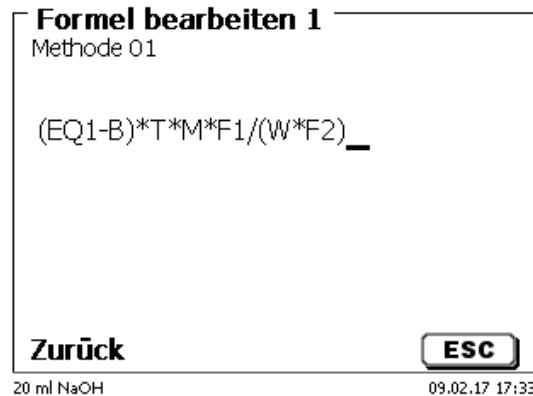 Formel bearbeiten 1
Methode 01
(EQ1-B)*T*M*F1/(W*F2)_
Zurück
ESC
20 ml NaOH
09.02.17 17:33